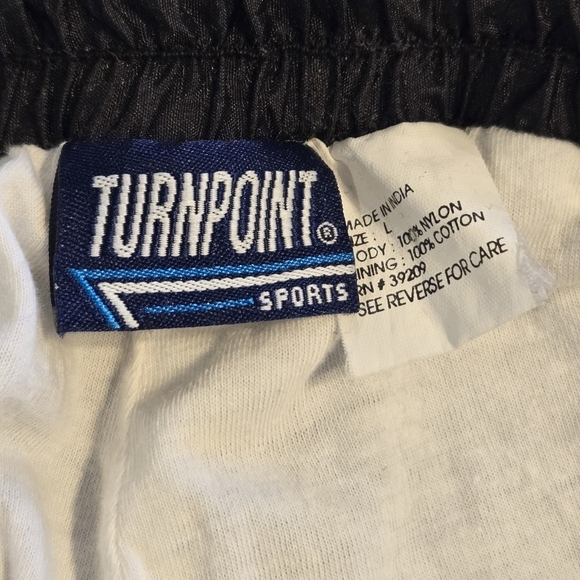 TURNPOINT®
SPORTS
MADE IN INDIA
ZE : L
ODY : 100% NYLON
INING : 100% COTTON
RN # 39209
SEE REVERSE FOR CARE